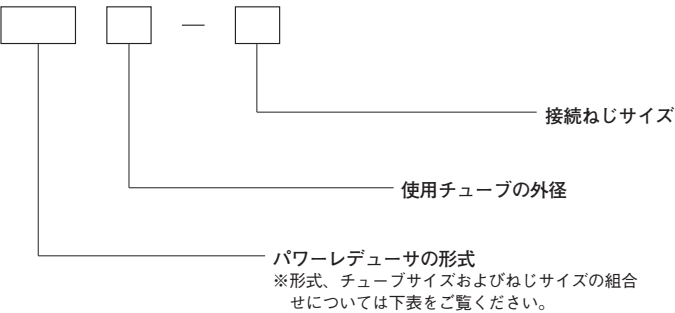 —
接続ねじサイズ
使用チューブの外径
パワーレデューサの形式
※形式、チューブサイズおよびねじサイズの組合
せについては下表をご覧ください。